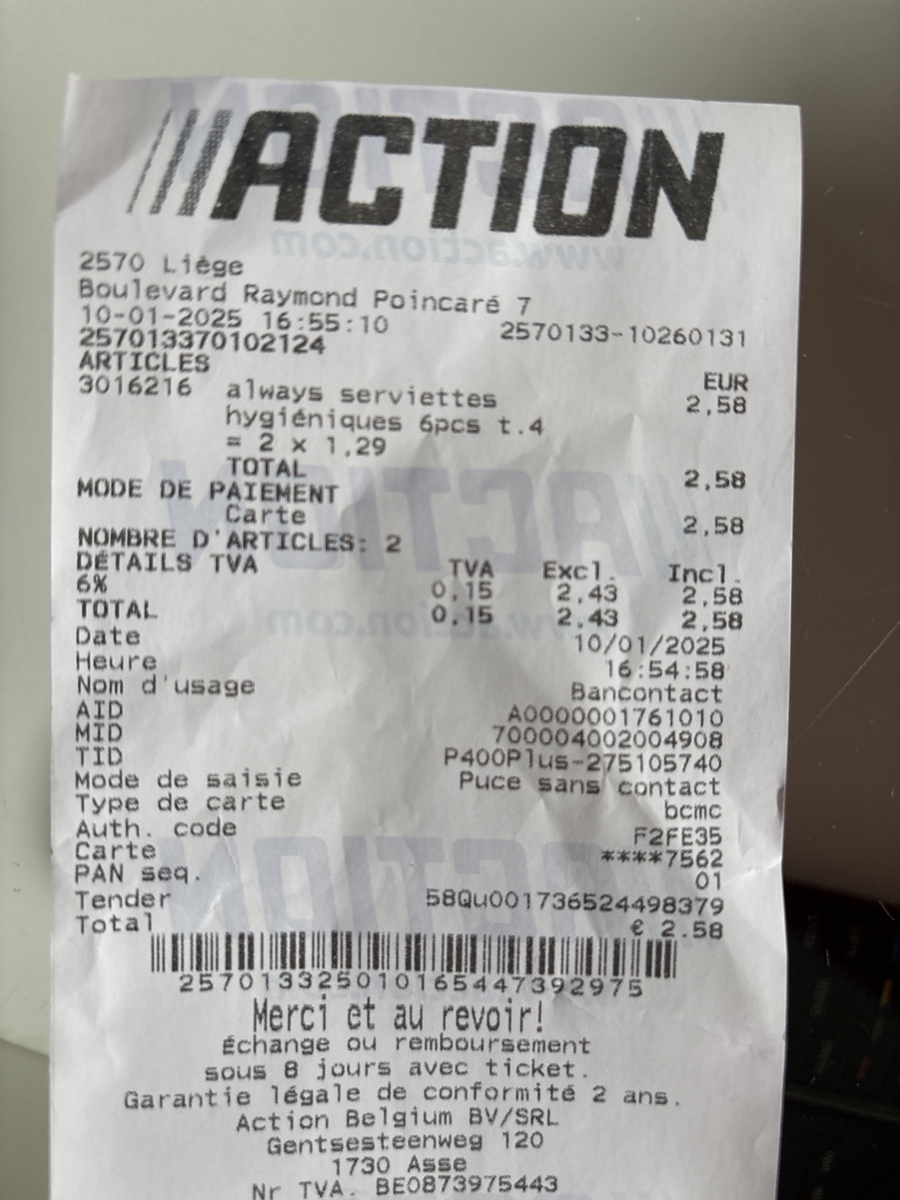 ACTION
2570 Liège
Boulevard Raymond Poincaré 7
10-01-2025 16:55:10 2570133-10260131
257013370102124
ARTICLES EUR
3016216 always serviettes 2,58
hygiéniques 6pcs t.4
= 2 x 1,29
TOTAL 2,58
MODE DE PAIEMENT
Carte 2,58
NOMBRE D'ARTICLES: 2
DÉTAILS TVA TVA Excl. Incl.
6% 0,15 2,43 2,58
TOTAL 0,15 2,43 2,58
Date 10/01/2025
Heure 16:54:58
Nom d'usage Bancontact
AID A0000001761010
MID 700004002004908
TID P400Plus-275105740
Mode de saisie Puce sans contact
Type de carte bcmc
Auth. code F2FE35
Carte ****7562
PAN seq. 01
Tender 58Qu001736524498379
Total € 2.58
2570133250101654473929​75
Merci et au revoir!
Échange ou remboursement
sous 8 jours avec ticket.
Garantie légale de conformité 2 ans.
Action Belgium BV/SRL
Gentsesteenweg 120
1730 Asse
Nr TVA. BE0873975443